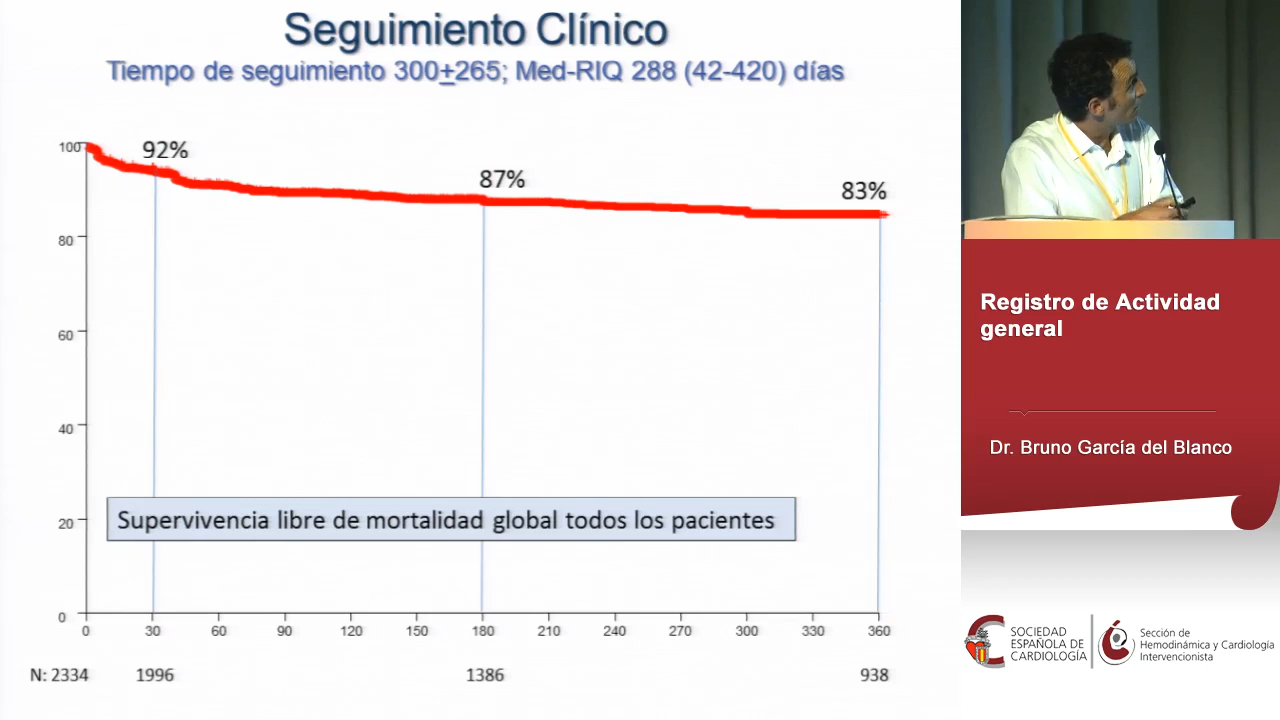 Seguimiento Clínico
Tiempo de seguimiento 300+265; Med-RIQ 288 (42-420) días
100
80
60
40
20
0
92%
87%
83%
Supervivencia libre de mortalidad global todos los pacientes
0 30 60 90 120 150 180 210 240 270 300 330 360
N: 2334 1996 1386 938
Registro de Actividad
general
Dr. Bruno García del Blanco
SOCIEDAD
ESPAÑOLA DE
CARDIOLOGÍA
Sección de
Hemodinámica y Cardiología
Intervencionista